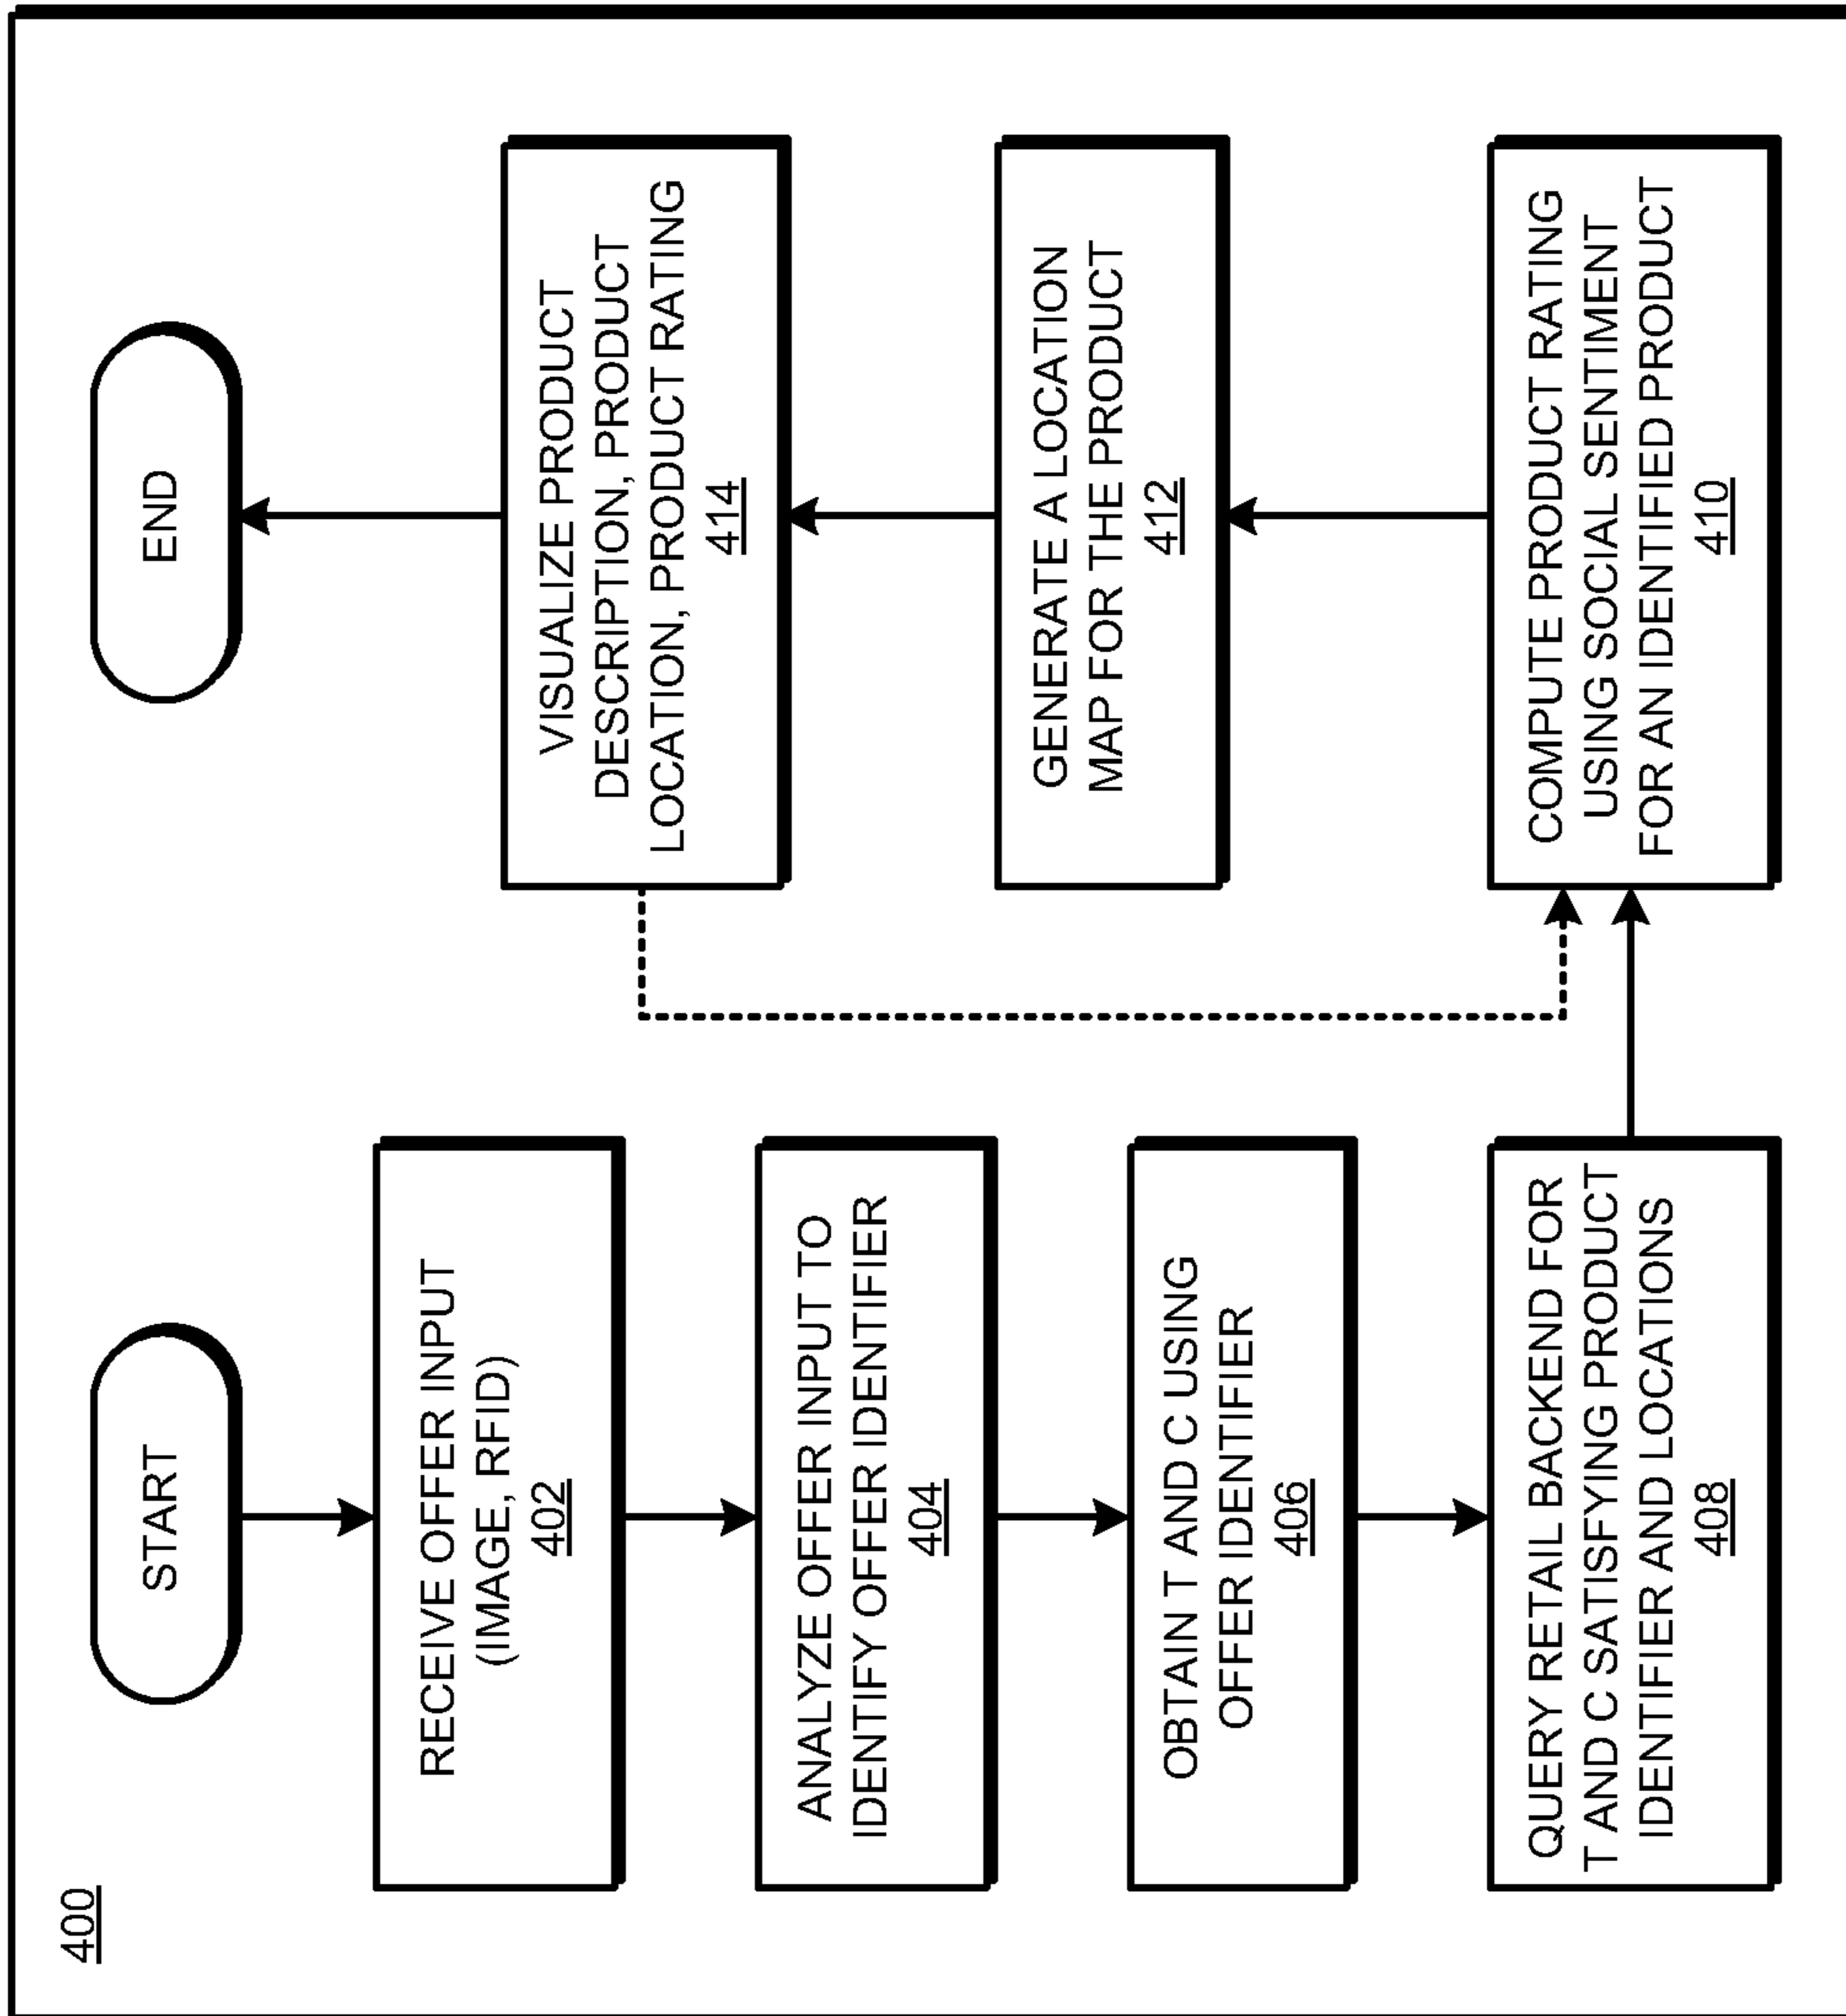 400
START
RECEIVE OFFER INPUT
(IMAGE, RFID)
402
ANALYZE OFFER INPUT TO
IDENTIFY OFFER IDENTIFIER
404
OBTAIN T AND C USING
OFFER IDENTIFIER
406
QUERY RETAIL BACKEND FOR
T AND C SATISFYING PRODUCT
IDENTIFIER AND LOCATIONS
408
COMPUTE PRODUCT RATING
USING SOCIAL SENTIMENT
FOR AN IDENTIFIED PRODUCT
410
GENERATE A LOCATION
MAP FOR THE PRODUCT
412
VISUALIZE PRODUCT
DESCRIPTION, PRODUCT
LOCATION, PRODUCT RATING
414
END